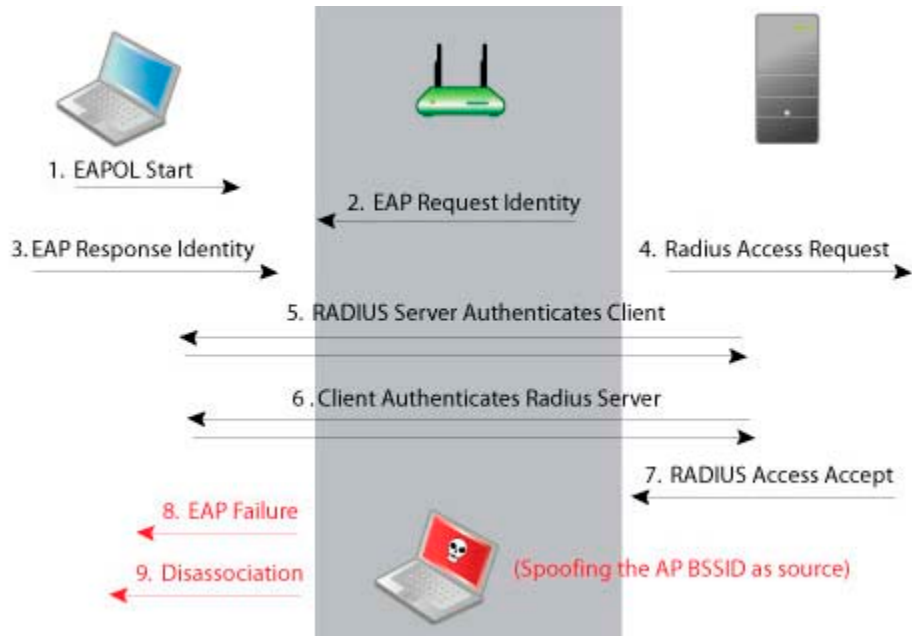 1. EAPOL Start
2. EAP Request Identity
3.EAP Response Identity
4. Radius Access Request
5. RADIUS Server Authenticates Client
6 .Client Authenticates Radius Server
7. RADIUS Access Accept
8. EAP Failure
9. Disassociation
(Spoofing the AP BSSID as source)